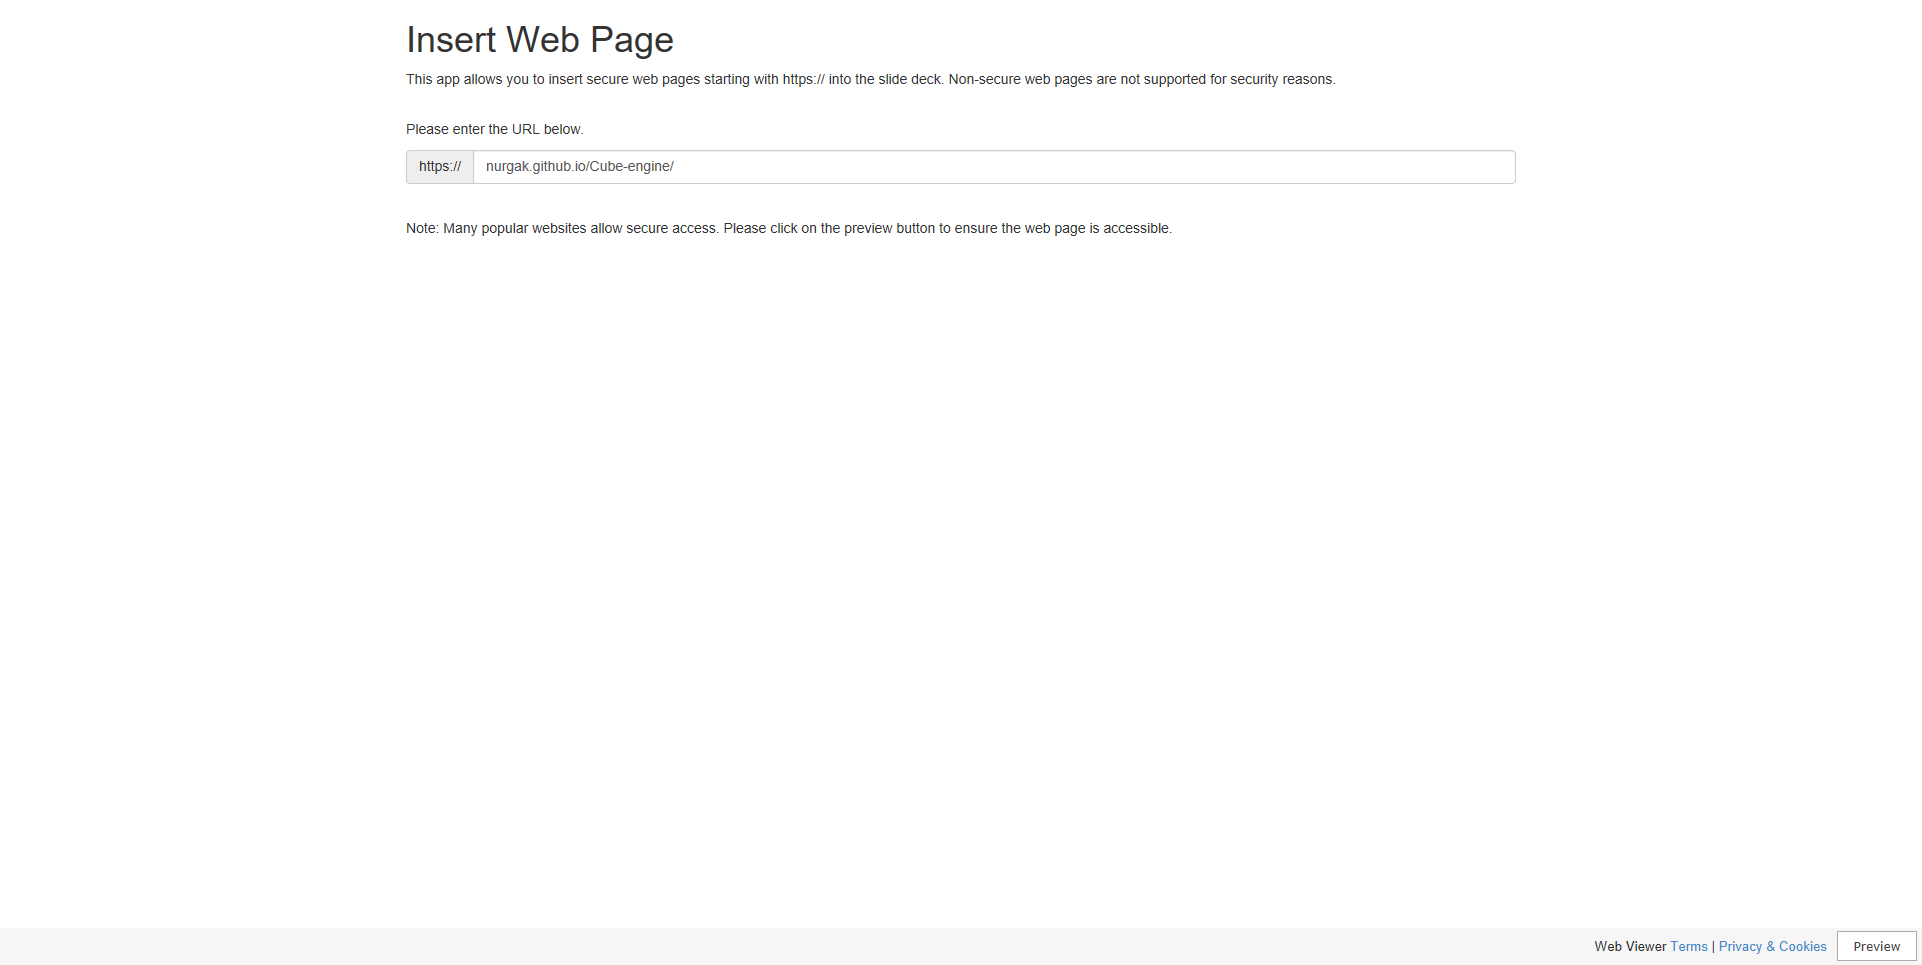 Insert Web Page
This app allows you to insert secure web pages starting with https:// into the slide deck. Non-secure web pages are not supported for security reasons.
Please enter the URL below.
https:// nurgak.github.io/Cube-engine/
Note: Many popular websites allow secure access. Please click on the preview button to ensure the web page is accessible.
Web Viewer Terms | Privacy & Cookies Preview